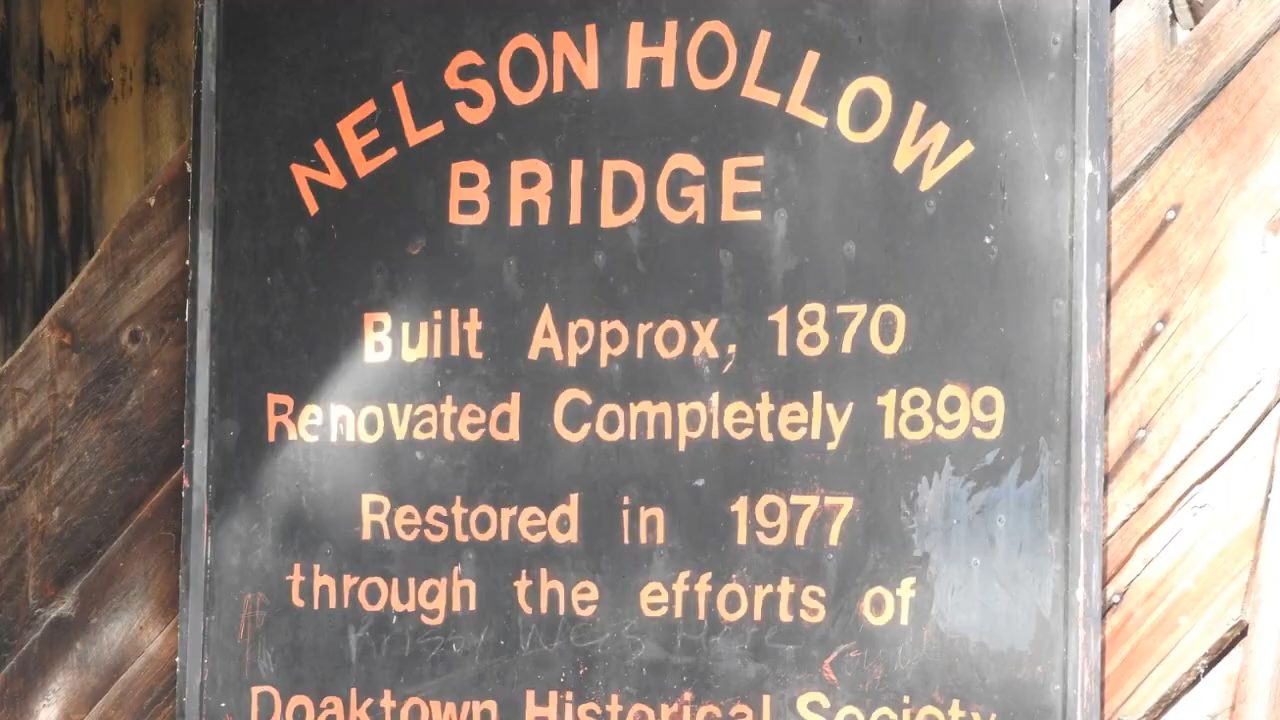 NELSON HOLLOW
BRIDGE
Built Approx, 1870
Renovated Completely 1899
Restored in 1977
through the efforts of
Doaktown Historical Society